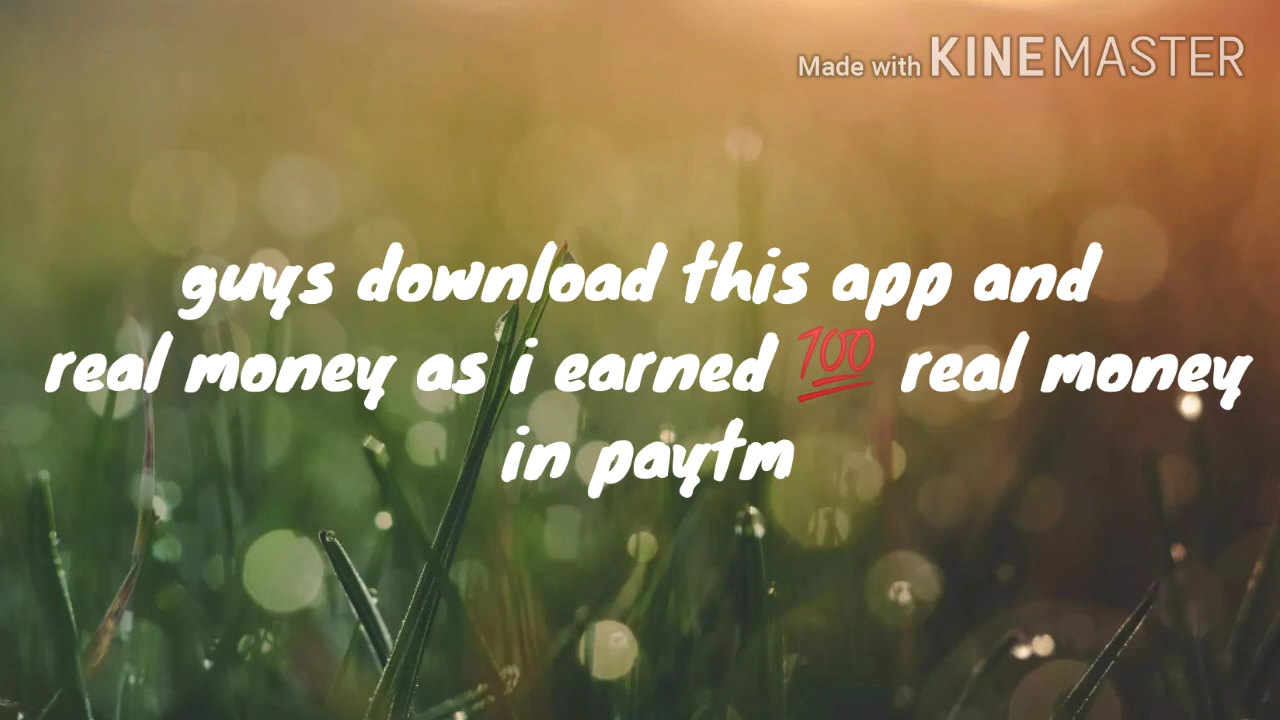 Made with KINEMASTER
guys download this app and
real money as i earned 💯 real money
in paytm